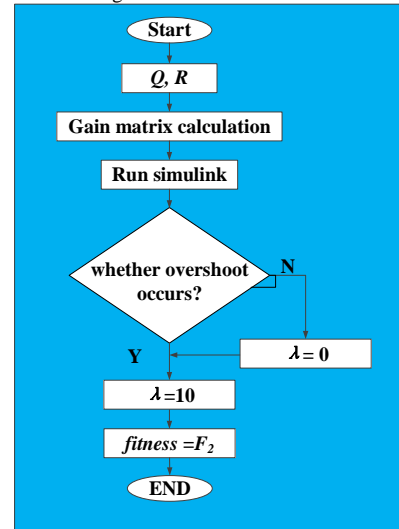 Start
Q, R
Gain matrix calculation
Run simulink
whether overshoot
occurs?
N
Y
λ = 0
λ =10
fitness =F₂
END